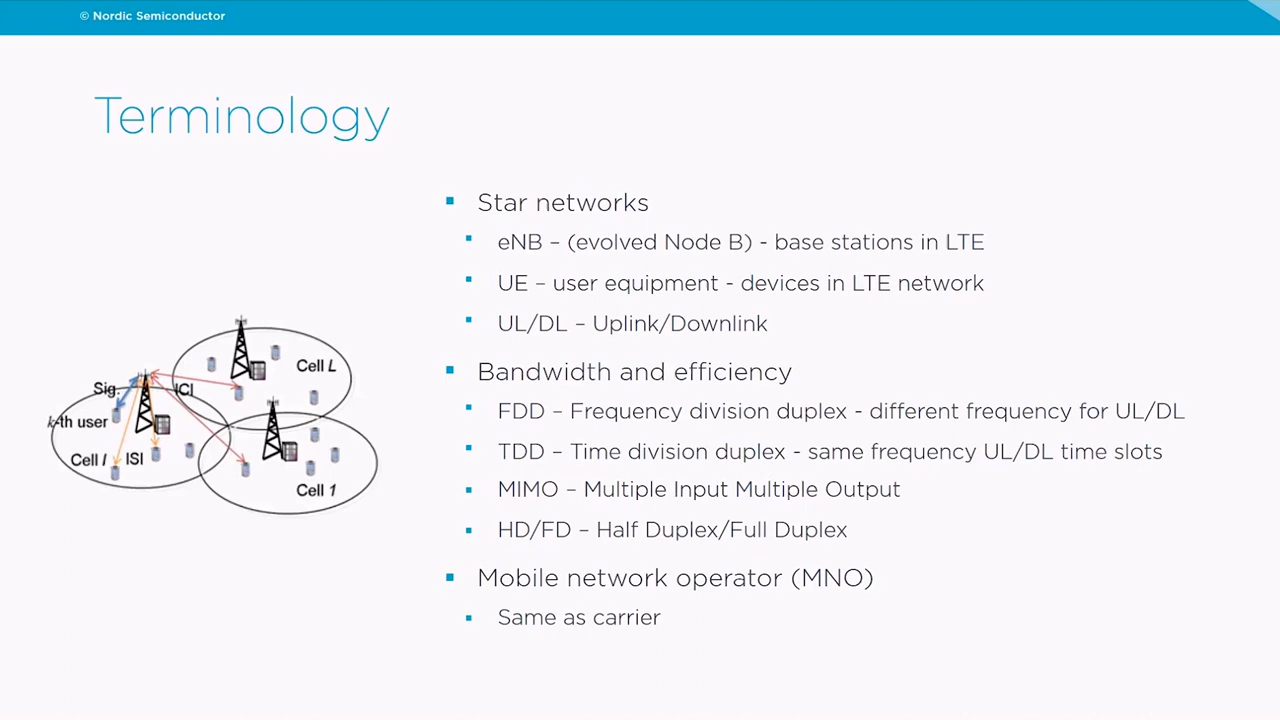 © Nordic Semiconductor
Terminology
▪ Star networks
▪ eNB – (evolved Node B) - base stations in LTE
▪ UE – user equipment - devices in LTE network
▪ UL/DL – Uplink/Downlink
▪ Bandwidth and efficiency
▪ FDD – Frequency division duplex - different frequency for UL/DL
▪ TDD – Time division duplex - same frequency UL/DL time slots
▪ MIMO – Multiple Input Multiple Output
▪ HD/FD – Half Duplex/Full Duplex
▪ Mobile network operator (MNO)
▪ Same as carrier
Cell L
Sig.
ICI
k-th user
Cell l
ISI
Cell 1